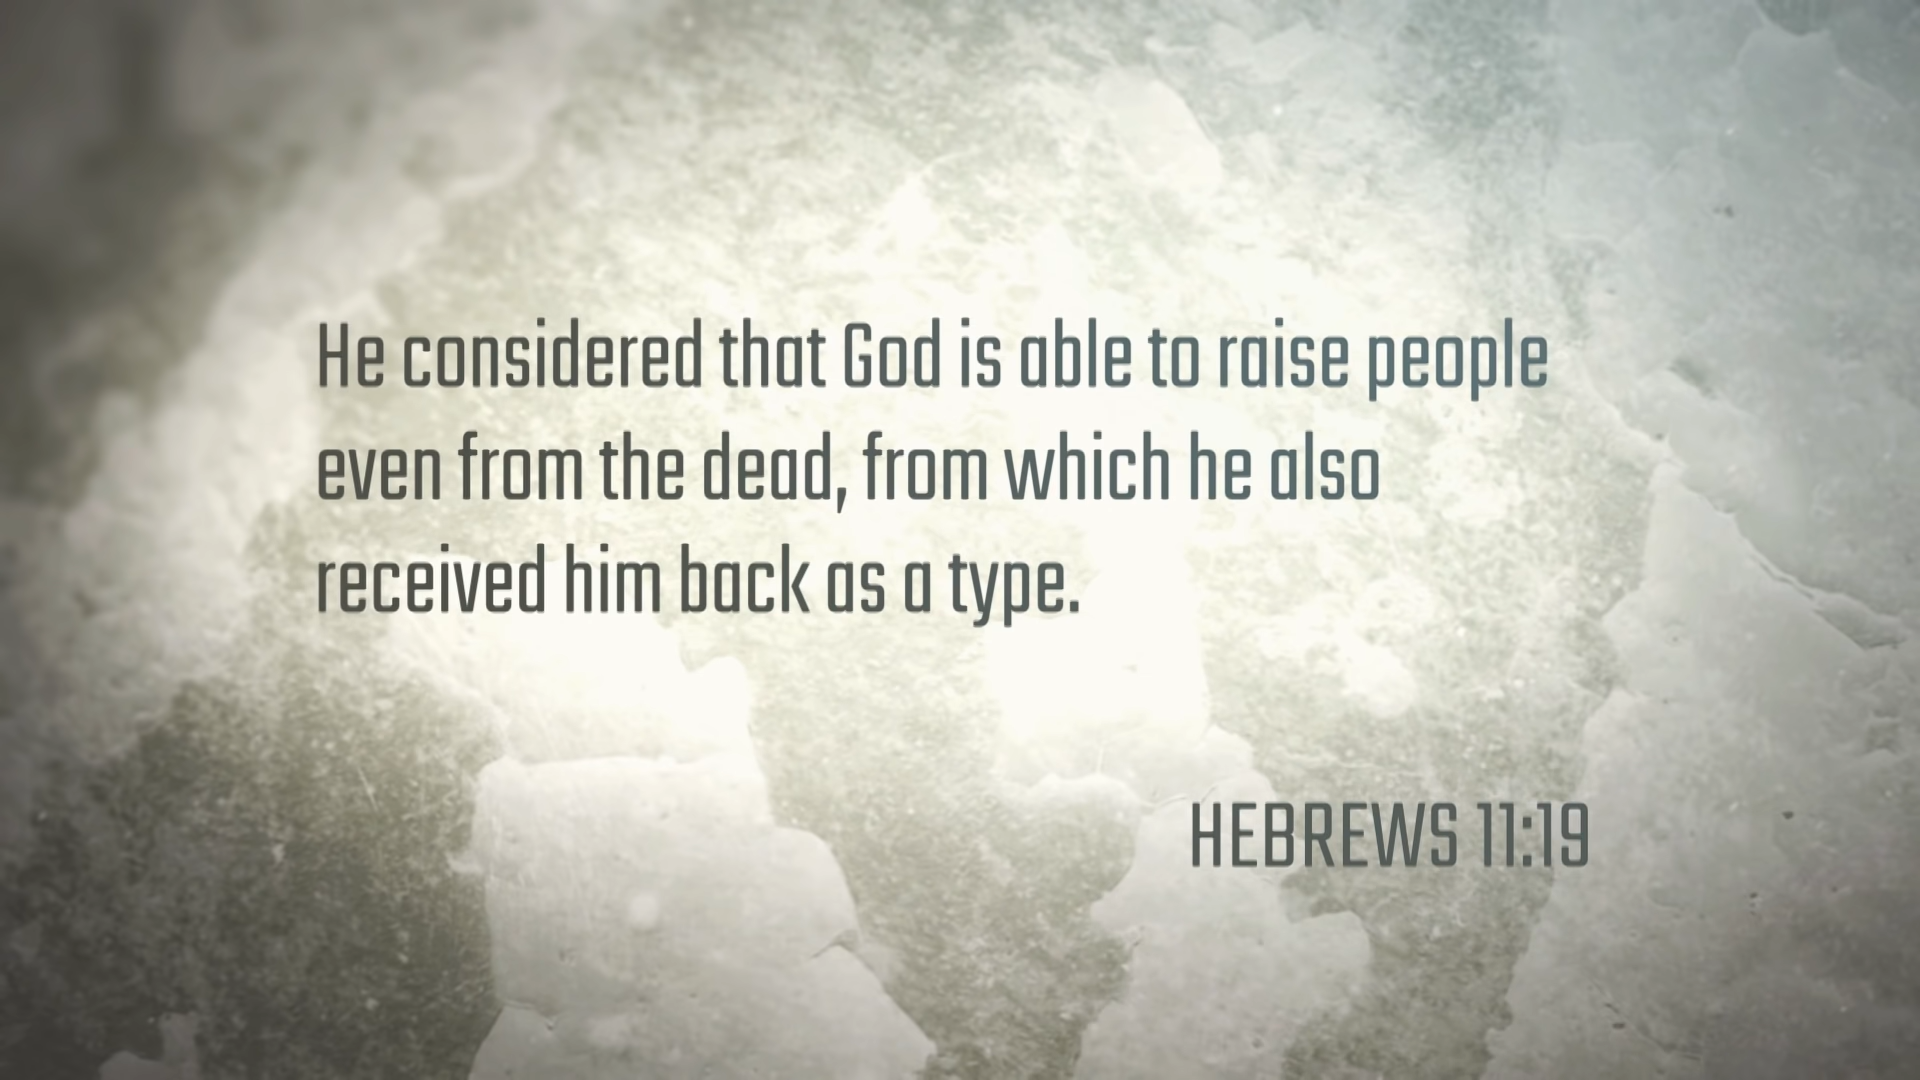 He considered that God is able to raise people
even from the dead, from which he also
received him back as a type.
HEBREWS 11:19